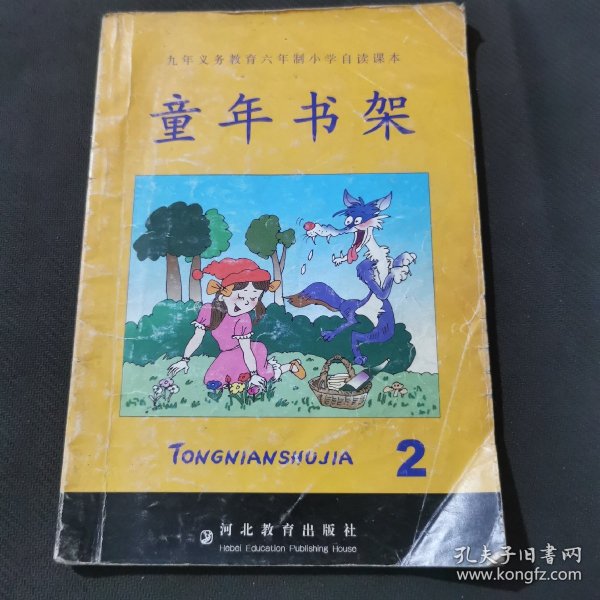 九年义务教育六年制小学自读课本
童年书架
TONGNIANSHUJIA 2
河北教育出版社
Hebei Education Publishing House
孔夫子旧书网
www.kongfz.com